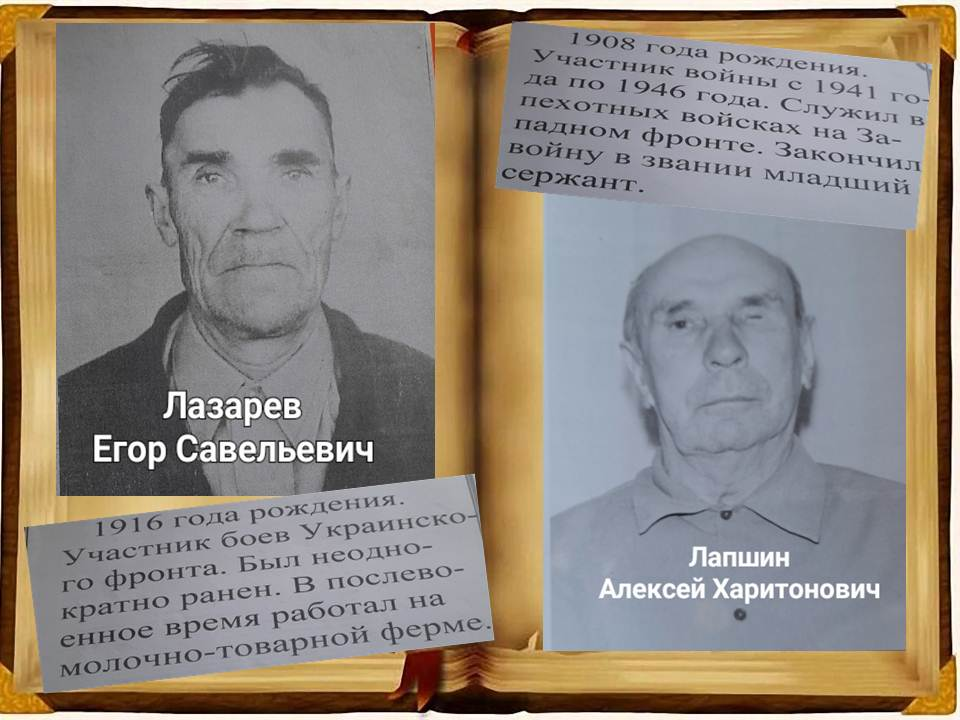 Лазарев
Егор Савельевич
1916 года рождения.
Участник боев Украинско-
го фронта. Был неодно-
кратно ранен. В послево-
енное время работал на
молочно-товарной ферме.
1908 года рождения.
Участник войны с 1941 го-
да по 1946 года. Служил в
пехотных войсках на За-
падном фронте. Закончил
войну в звании младший
сержант.
Лапшин
Алексей Харитонович